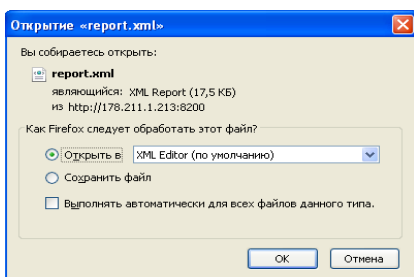 Открытие «report.xml»
Вы собираетесь открыть:
report.xml
являющийся: XML Report (17,5 КБ)
из http://178.211.1.213:8200
Как Firefox следует обработать этот файл?
Открыть в XML Editor (по умолчанию)
Сохранить файл
Выполнять автоматически для всех файлов данного типа.
ОК Отмена